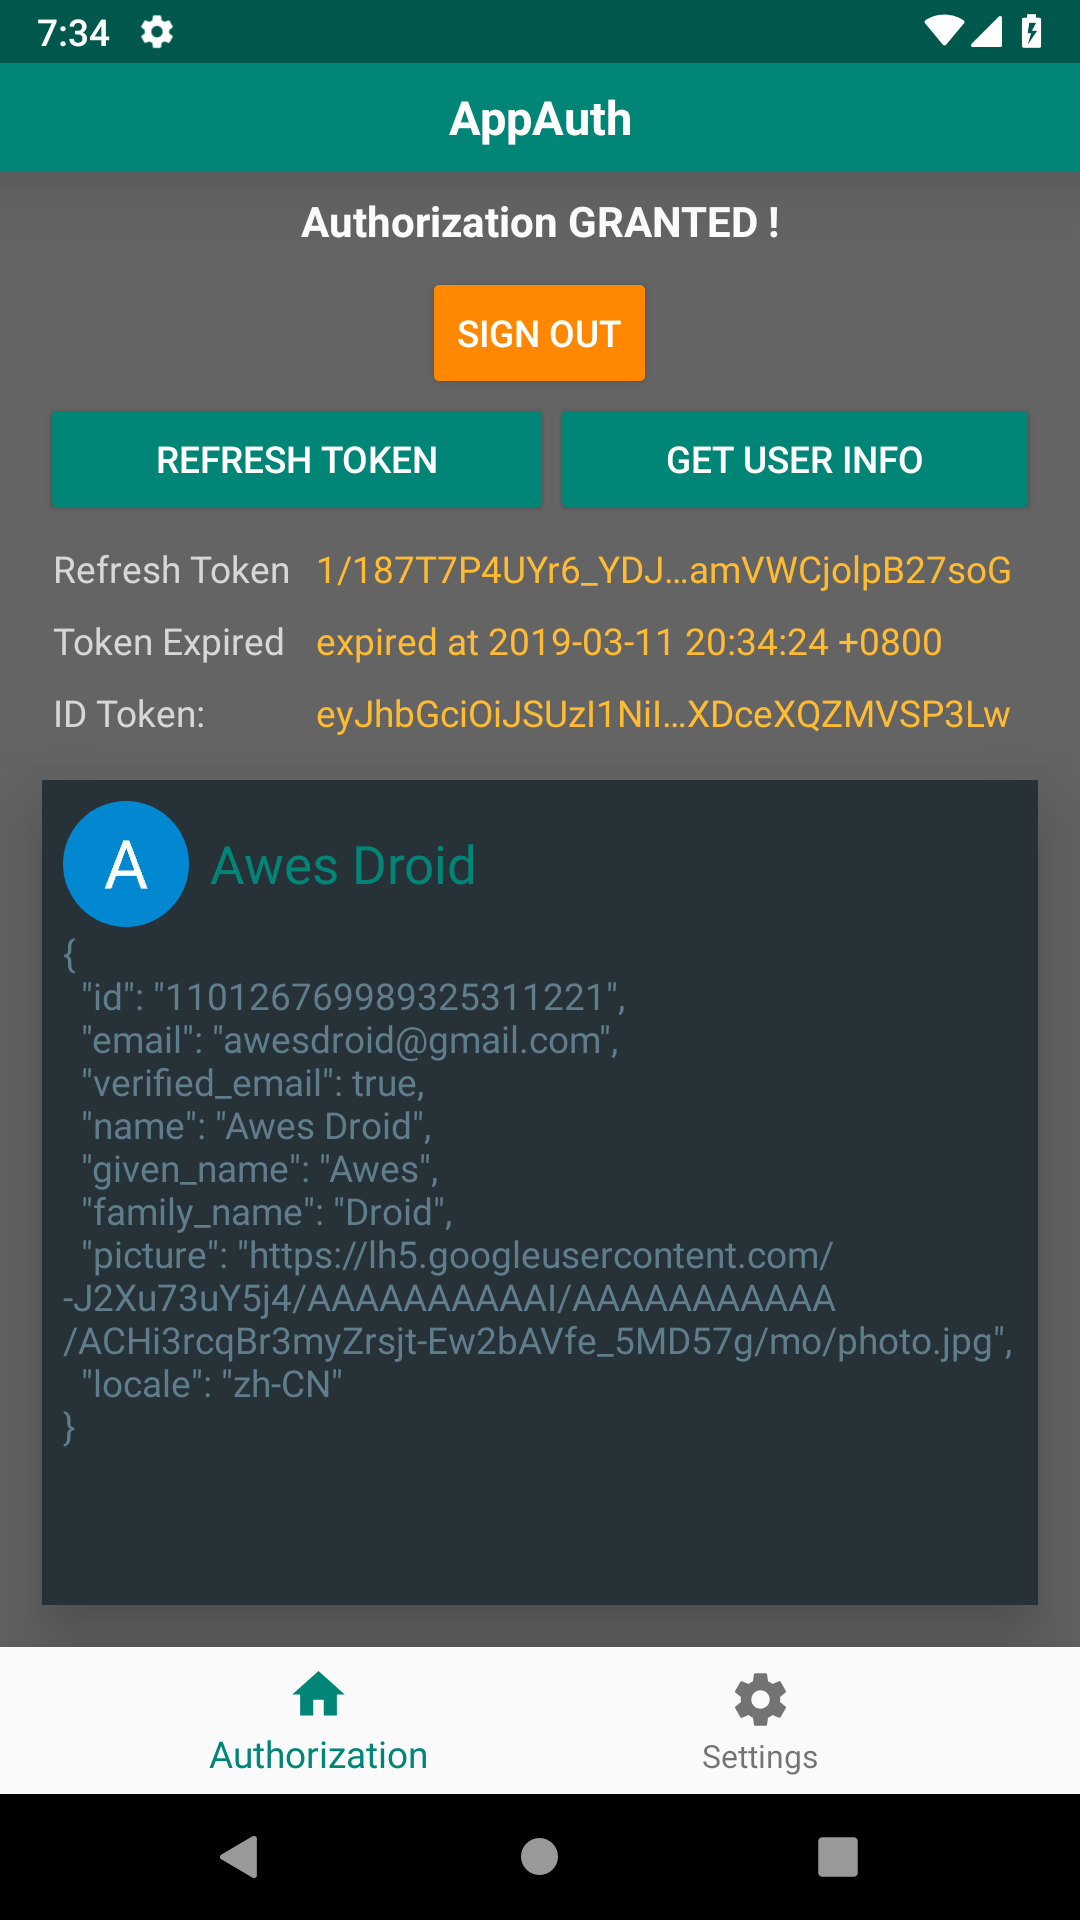 7:34
AppAuth
Authorization GRANTED !
SIGN OUT
REFRESH TOKEN GET USER INFO
Refresh Token 1/187T7P4UYr6_YDJ...amVWCjolpB27soG
Token Expired expired at 2019-03-11 20:34:24 +0800
ID Token: eyJhbGciOiJSUzI1NiI...XDceXQZMVSP3Lw
A Awes Droid
{
"id": "110126769989325311221",
"email": "awesdroid@gmail.com",
"verified_email": true,
"name": "Awes Droid",
"given_name": "Awes",
"family_name": "Droid",
"picture": "https://lh5.googleusercontent.com/
-J2Xu73uY5j4/AAAAAAAAAAI/AAAAAAAAAAA
/ACHi3rcqBr3myZrsjt-Ew2bAVfe_5MD57g/mo/photo.jpg",
"locale": "zh-CN"
}
Authorization Settings